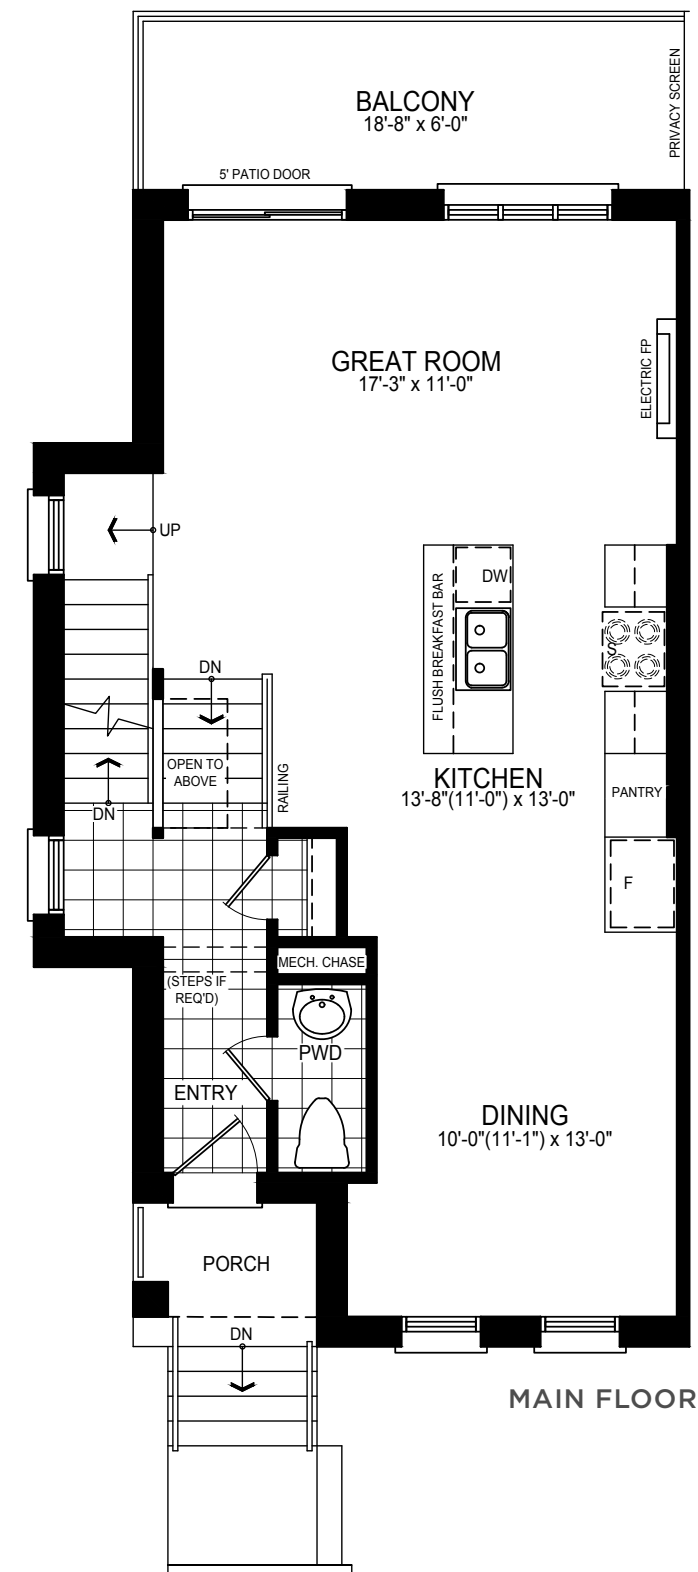 BALCONY
18'-8" x 6'-0"
PRIVACY SCREEN
5' PATIO DOOR
GREAT ROOM
17'-3" x 11'-0"
ELECTRIC FP
UP
DW
FLUSH BREAKFAST BAR
S
DN
OPEN TO
ABOVE
RAILING
KITCHEN
13'-8"(11'-0") x 13'-0"
PANTRY
DN
F
MECH. CHASE
(STEPS IF
REQ'D)
PWD
ENTRY
DINING
10'-0"(11'-1") x 13'-0"
PORCH
DN
MAIN FLOOR